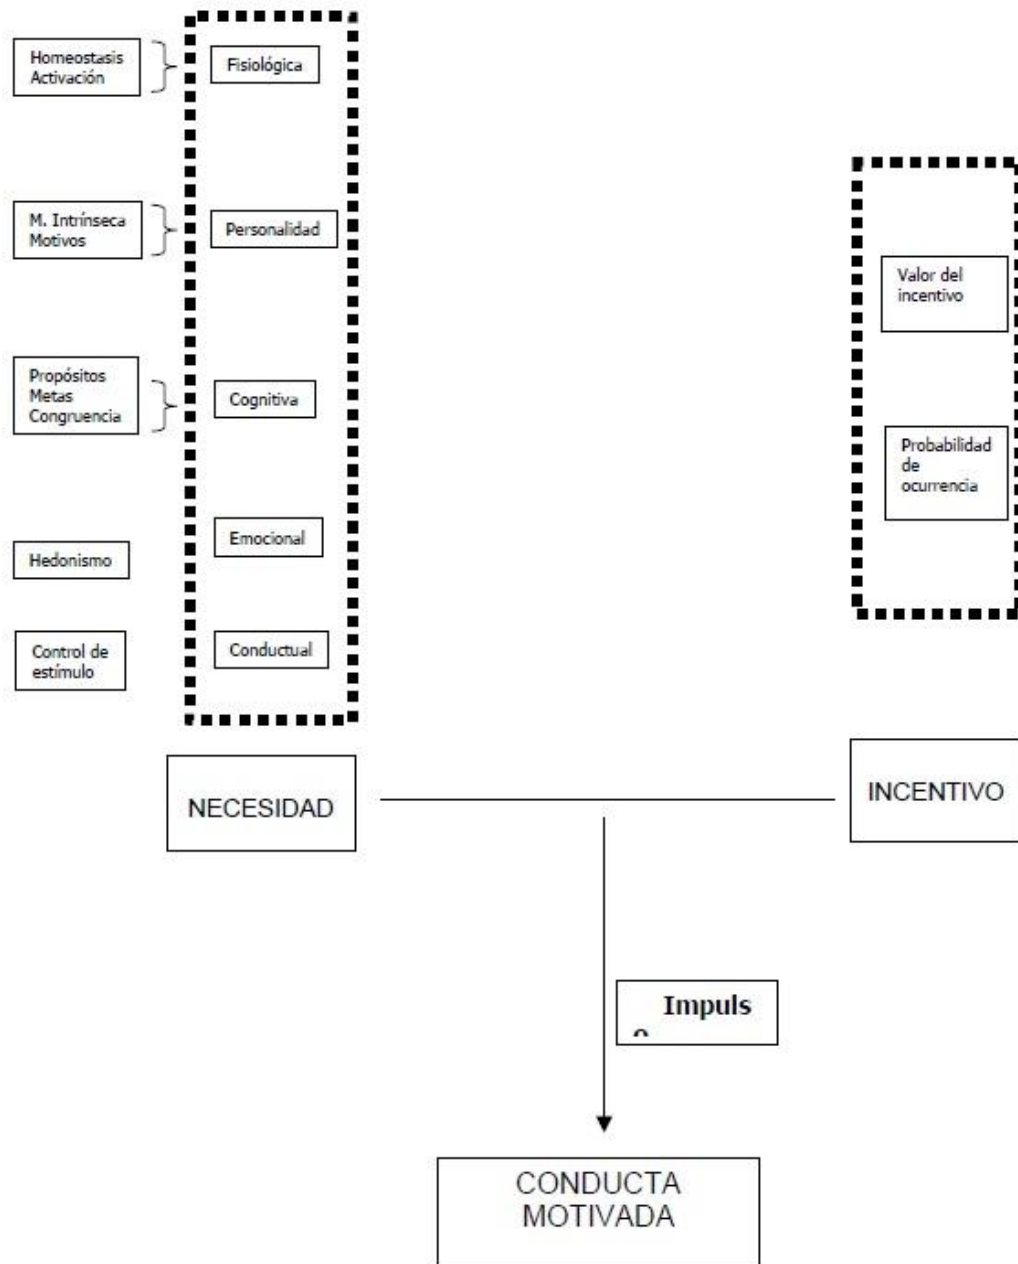 Homeostasis
Activación
Fisiológica
M. Intrínseca
Motivos
Personalidad
Valor del
incentivo
Propósitos
Metas
Congruencia
Cognitiva
Probabilidad
de
ocurrencia
Emocional
Hedonismo
Control de
estímulo
Conductual
NECESIDAD
INCENTIVO
Impuls
o
CONDUCTA
MOTIVADA